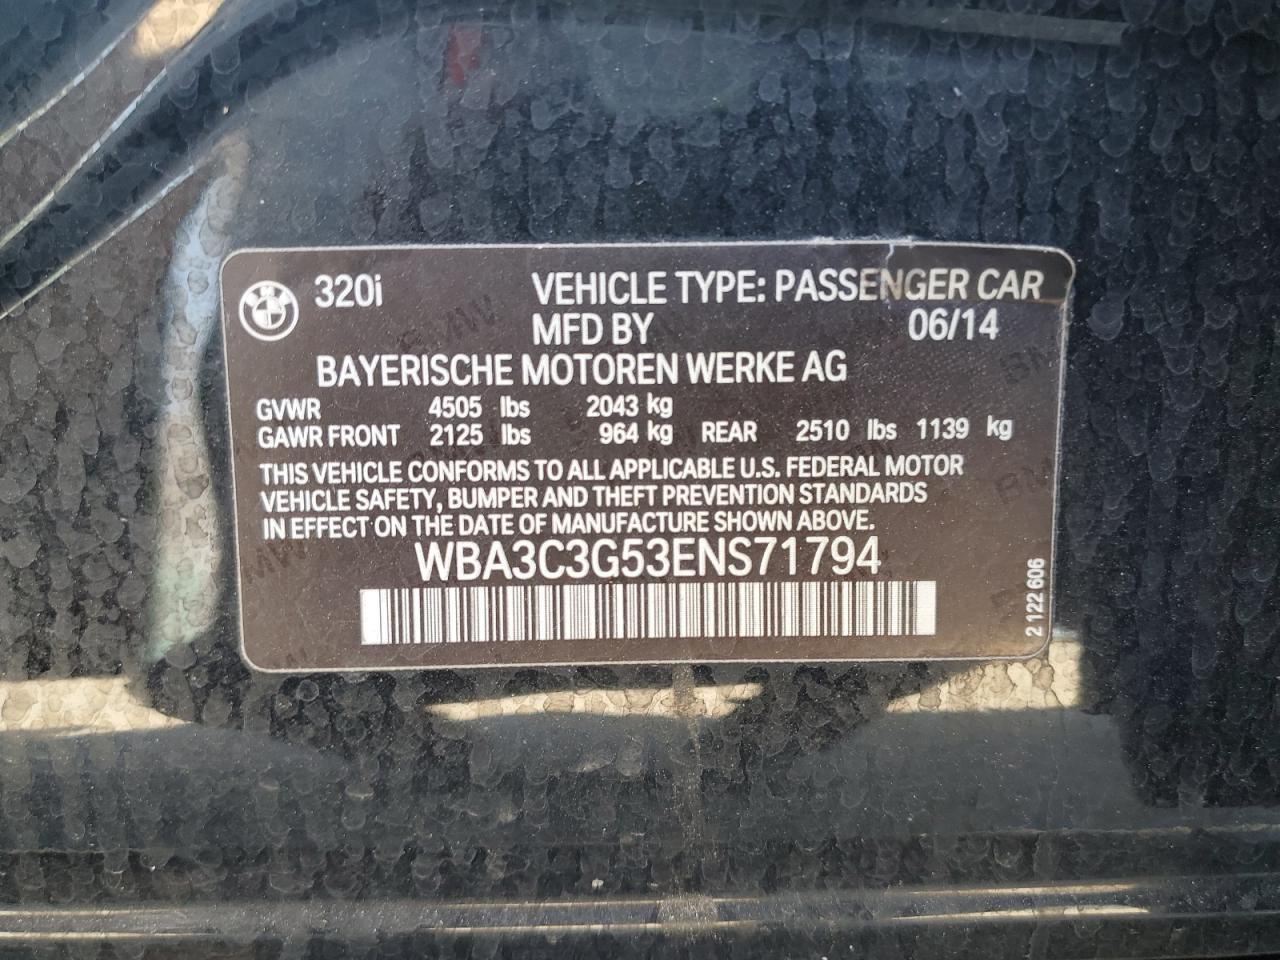 BMW 320i VEHICLE TYPE: PASSENGER CAR
MFD BY 06/14
BAYERISCHE MOTOREN WERKE AG
GVWR 4505 lbs 2043 kg
GAWR FRONT 2125 lbs 964 kg REAR 2510 lbs 1139 kg
THIS VEHICLE CONFORMS TO ALL APPLICABLE U.S. FEDERAL MOTOR
VEHICLE SAFETY, BUMPER AND THEFT PREVENTION STANDARDS
IN EFFECT ON THE DATE OF MANUFACTURE SHOWN ABOVE.
WBA3C3G53ENS71794
2 122 606